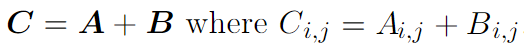 C = A + B where C_{i,j} = A_{i,j} + B_{i,j}